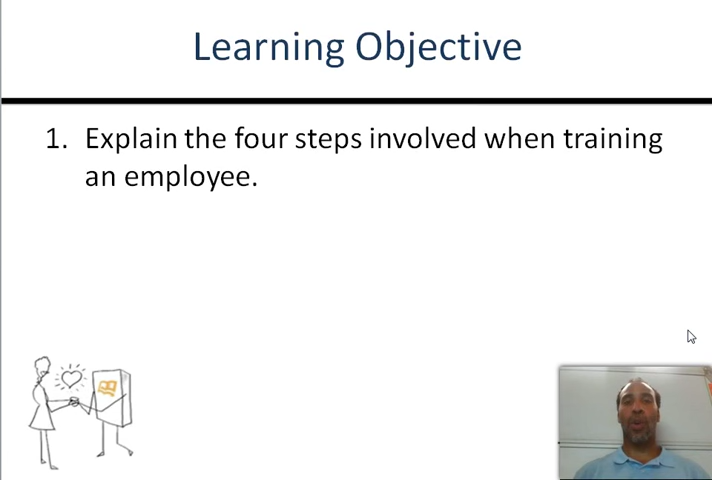 Learning Objective
1. Explain the four steps involved when training
an employee.